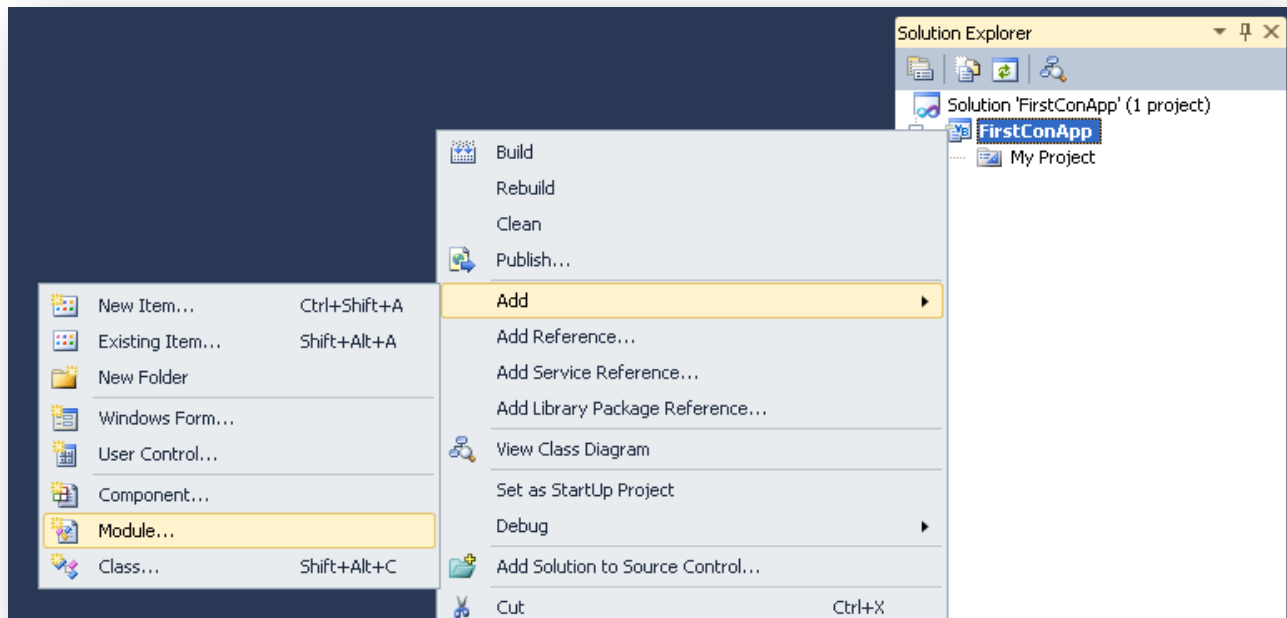 Solution Explorer
Solution 'FirstConApp' (1 project)
VB FirstConApp
My Project
Build
Rebuild
Clean
Publish...
Add
Add Reference...
Add Service Reference...
Add Library Package Reference...
View Class Diagram
Set as StartUp Project
Debug
Add Solution to Source Control...
Cut Ctrl+X
New Item... Ctrl+Shift+A
Existing Item... Shift+Alt+A
New Folder
Windows Form...
User Control...
Component...
Module...
Class... Shift+Alt+C